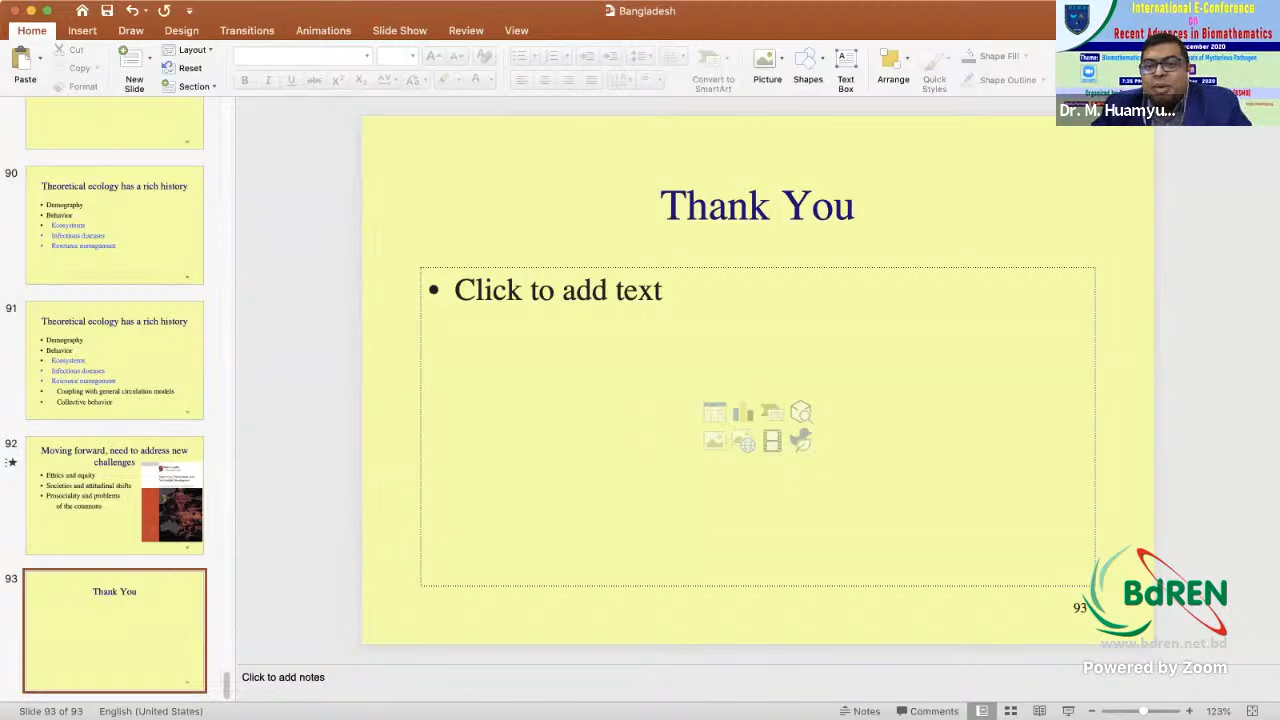 Bangladesh
Home Insert Draw Design Transitions Animations Slide Show Review View
Paste
Cut
Copy
Format
New
Slide
Layout
Reset
Section
Convert to
SmartArt
Picture
Shapes
Text
Box
Arrange
Quick
Styles
Shape Fill
Shape Outline
International E-Conference
on
Recent Advances in Biomathematics
Dr. M. Huamyu...
90
Theoretical ecology has a rich history
• Demography
• Behavior
• Ecosystems
• Infectious diseases
• Resource management
91
Theoretical ecology has a rich history
• Demography
• Behavior
• Ecosystems
• Infectious diseases
• Resource management
• Coupling with general circulation models
• Collective behavior
92
Moving forward, need to address new
challenges
• Ethics and equity
• Societies and attitudinal shifts
• Prosociality and problems
of the commons
93
Thank You
Thank You
• Click to add text
93
BdREN
www.bdren.net.bd
Powered by Zoom
Click to add notes
Slide 93 of 93 English (United States)
Notes Comments 123%